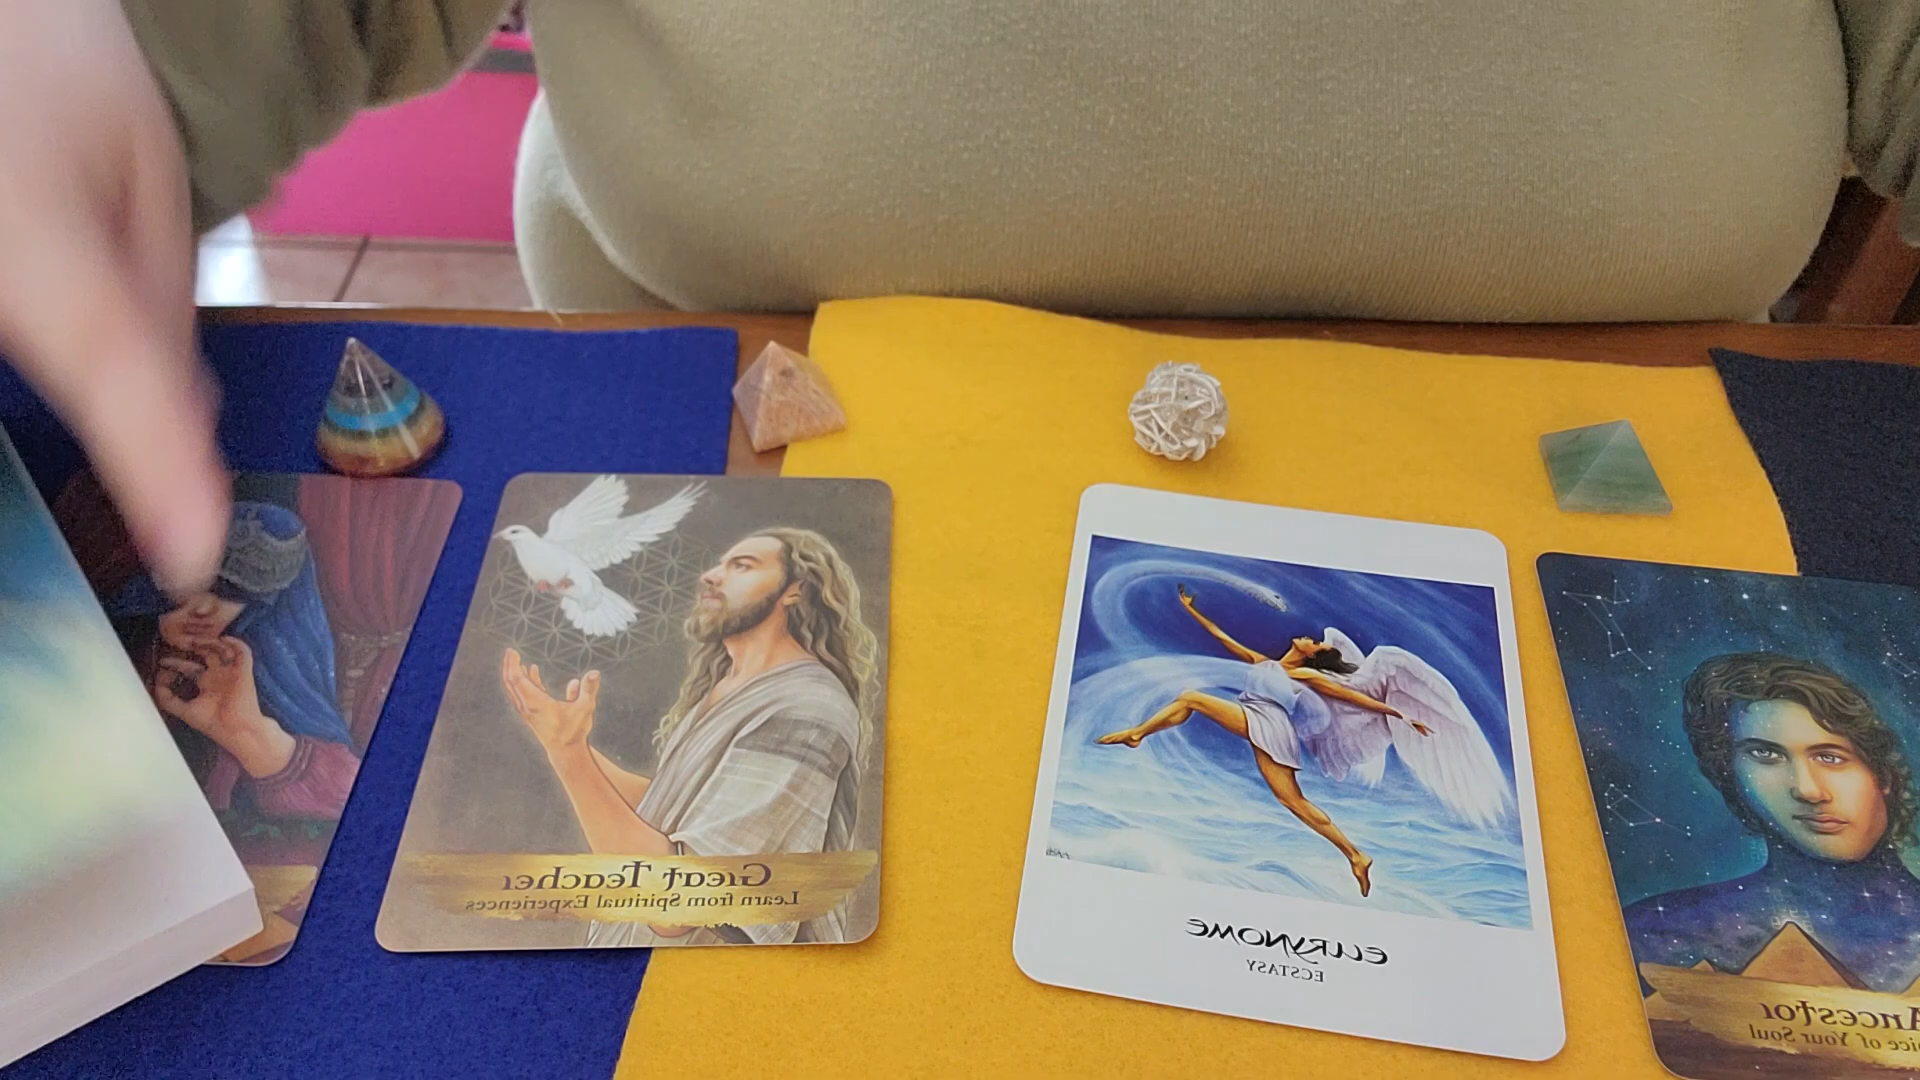 Great Teacher
Learn from Spiritual Experiences
EURYNOME
ECSTASY
Ancestor
of Your Soul